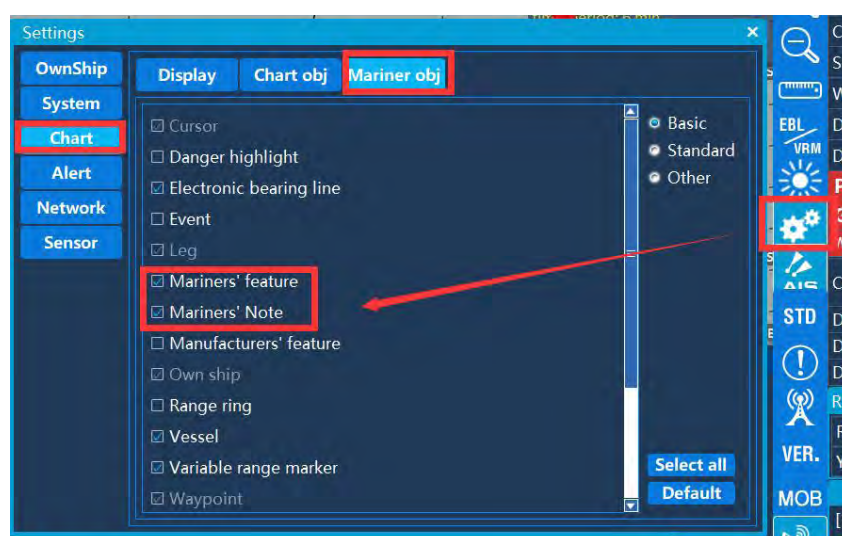 Settings
×
OwnShip
System
Chart
Alert
Network
Sensor
Display
Chart obj
Mariner obj
Cursor
Danger highlight
Electronic bearing line
Event
Leg
Mariners' feature
Mariners' Note
Manufacturers' feature
Own ship
Range ring
Vessel
Variable range marker
Waypoint
Basic
Standard
Other
Select all
Default
EBL
VRM
AIS
STD
VER.
MOB